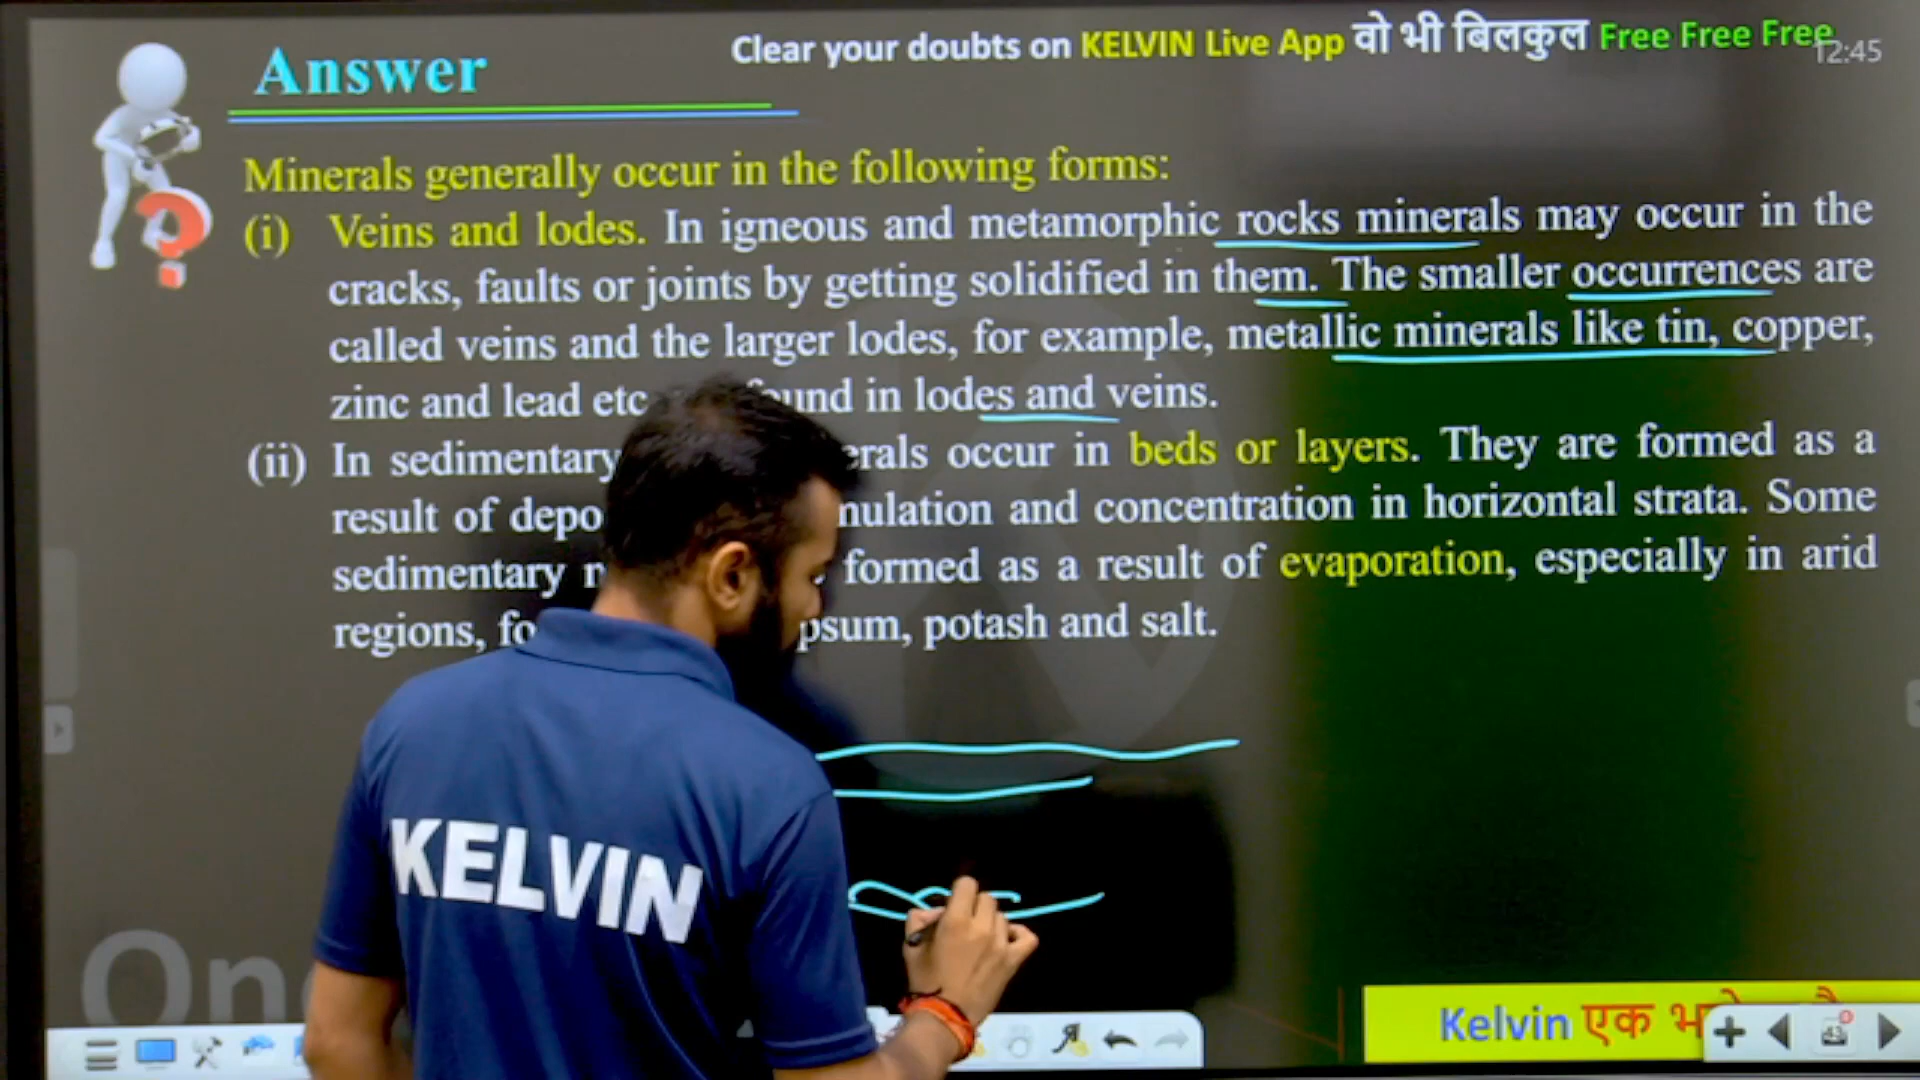 Answer
Clear your doubts on KELVIN Live App वो भी बिलकुल Free Free Free
12:45
Minerals generally occur in the following forms:
(i) Veins and lodes. In igneous and metamorphic rocks minerals may occur in the
cracks, faults or joints by getting solidified in them. The smaller occurrences are
called veins and the larger lodes, for example, metallic minerals like tin, copper,
zinc and lead etc und in lodes and veins.
(ii) In sedimentary erals occur in beds or layers. They are formed as a
result of depo mulation and concentration in horizontal strata. Some
sedimentary formed as a result of evaporation, especially in arid
regions, fo psum, potash and salt.
KELVIN
On
Kelvin एक
43